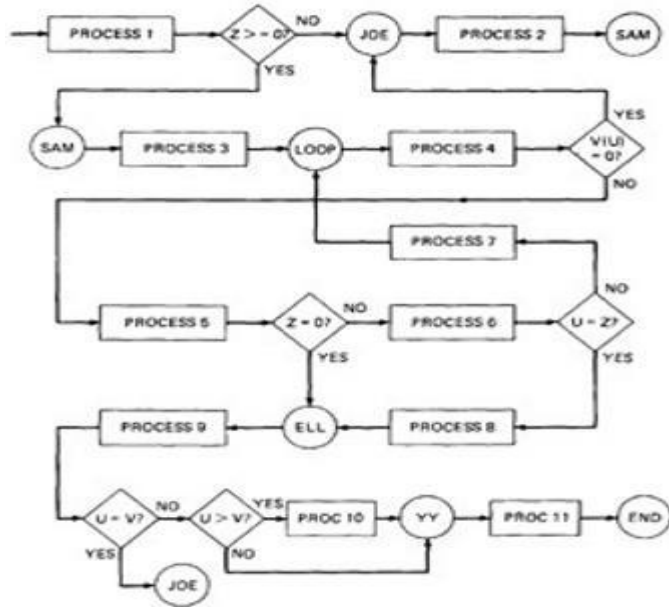 PROCESS 1
Z >= 0?
NO
JOE
PROCESS 2
SAM
YES
SAM
PROCESS 3
LOOP
PROCESS 4
YES
V(U) = 0?
NO
PROCESS 7
NO
PROCESS 5
Z = 0?
NO
PROCESS 6
U = Z?
YES
YES
PROCESS 9
ELL
PROCESS 8
U = V?
NO
U > V?
YES
PROC 10
YY
PROC 11
END
YES
NO
JOE